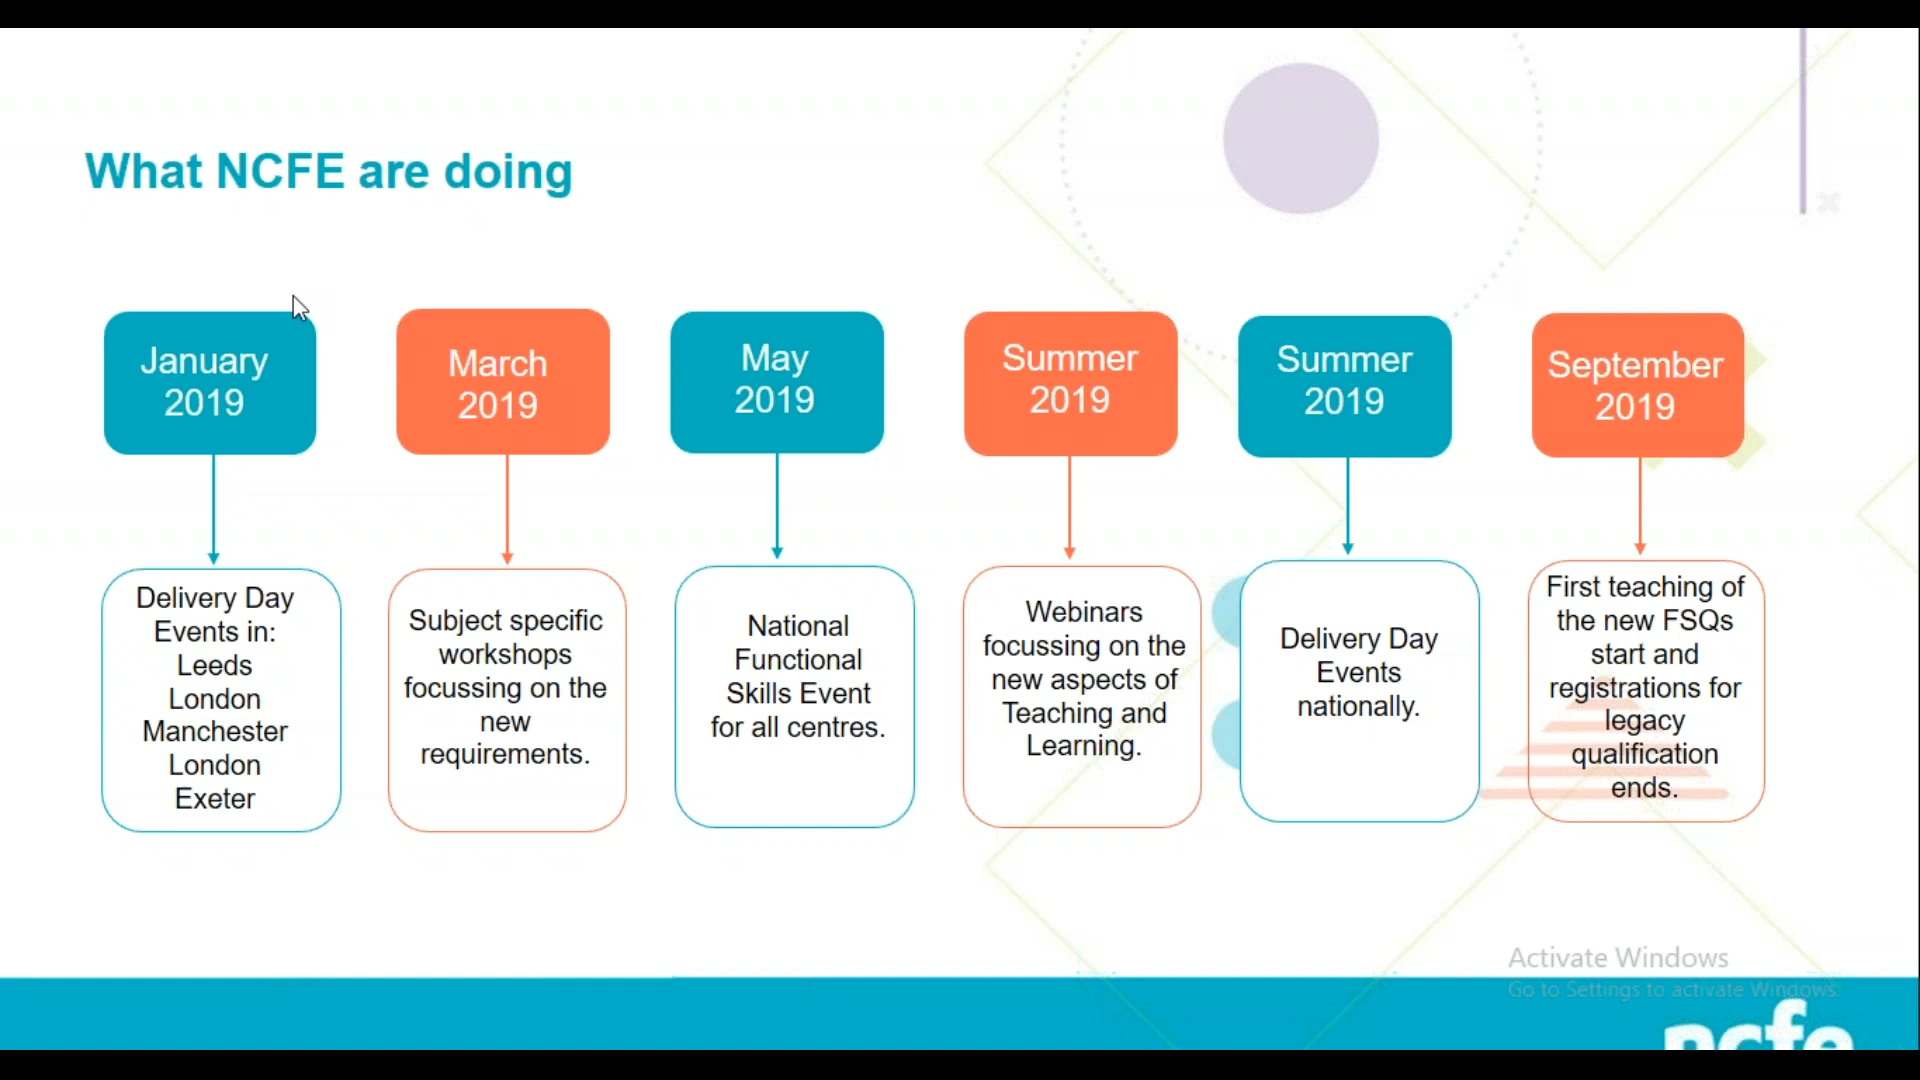 What NCFE are doing
January
2019
March
2019
May
2019
Summer
2019
Summer
2019
September
2019
Delivery Day
Events in:
Leeds
London
Manchester
London
Exeter
Subject specific
workshops
focussing on the
new
requirements.
National
Functional
Skills Event
for all centres.
Webinars
focussing on the
new aspects of
Teaching and
Learning.
Delivery Day
Events
nationally.
First teaching of
the new FSQs
start and
registrations for
legacy
qualification
ends.
Activate Windows
Go to Settings to activate Windows.
ncfe